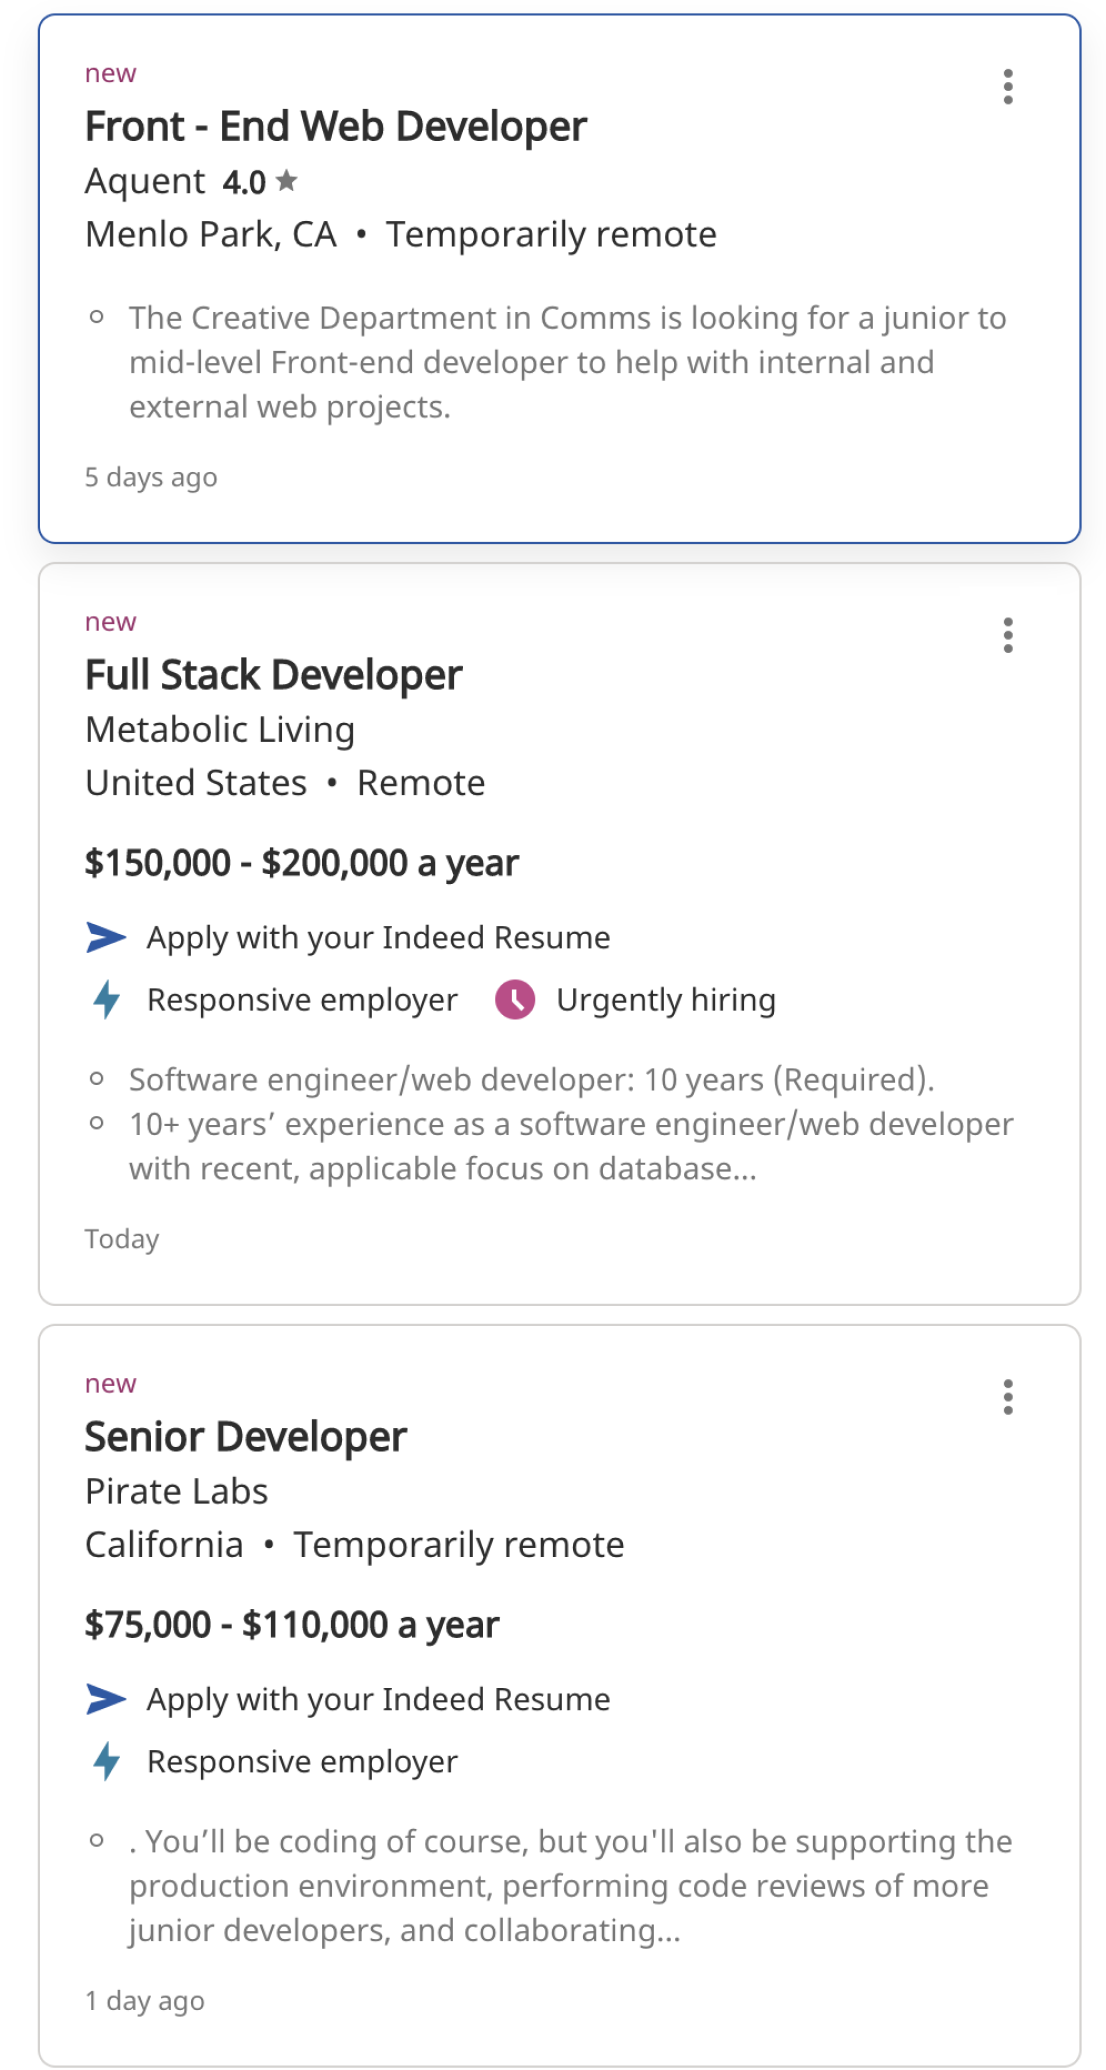 new
Front - End Web Developer
Aquent 4.0
Menlo Park, CA • Temporarily remote
The Creative Department in Comms is looking for a junior to
mid-level Front-end developer to help with internal and
external web projects.
5 days ago
new
Full Stack Developer
Metabolic Living
United States • Remote
$150,000 - $200,000 a year
Apply with your Indeed Resume
Responsive employer Urgently hiring
Software engineer/web developer: 10 years (Required).
10+ years’ experience as a software engineer/web developer
with recent, applicable focus on database...
Today
new
Senior Developer
Pirate Labs
California • Temporarily remote
$75,000 - $110,000 a year
Apply with your Indeed Resume
Responsive employer
. You’ll be coding of course, but you'll also be supporting the
production environment, performing code reviews of more
junior developers, and collaborating...
1 day ago